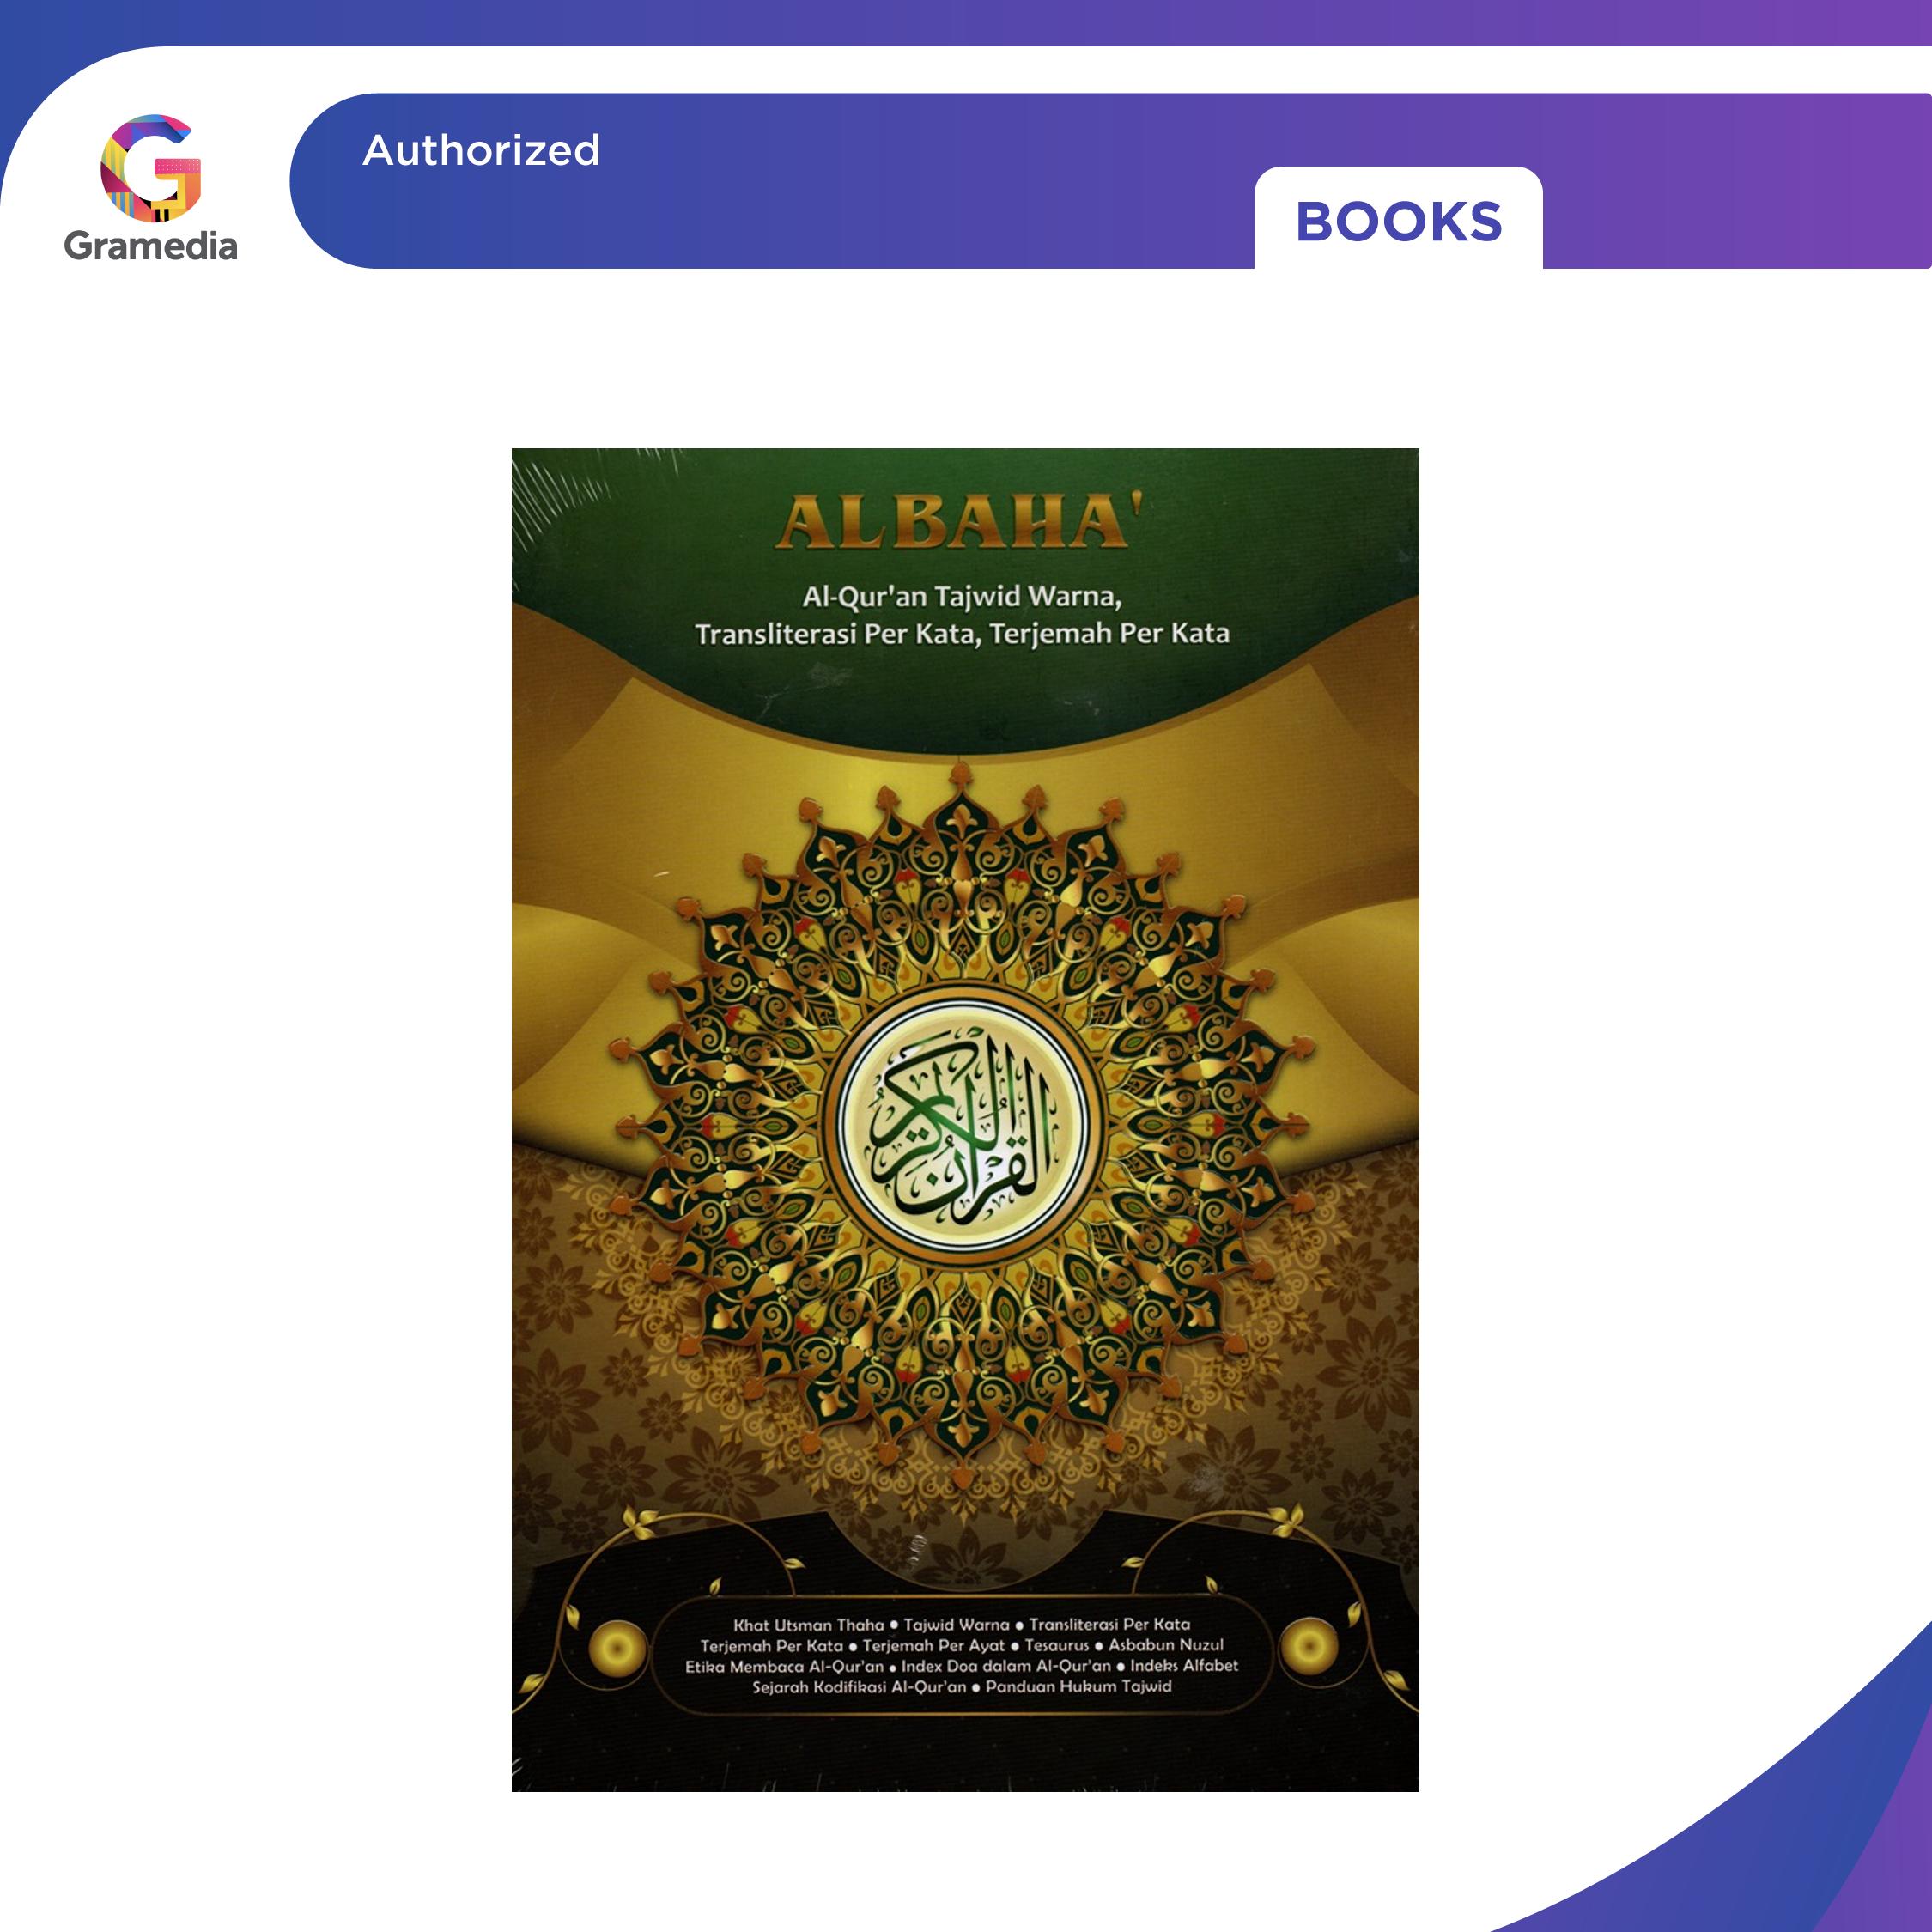 Gramedia
Authorized
BOOKS
ALBAHA'
Al-Qur'an Tajwid Warna,
Transliterasi Per Kata, Terjemah Per Kata
القرآن الكريم
Khat Utsman Thaha • Tajwid Warna • Transliterasi Per Kata
Terjemah Per Kata • Terjemah Per Ayat • Tesaurus • Asbabun Nuzul
Etika Membaca Al-Qur'an • Index Doa dalam Al-Qur'an • Indeks Alfabet
Sejarah Kodifikasi Al-Qur'an • Panduan Hukum Tajwid